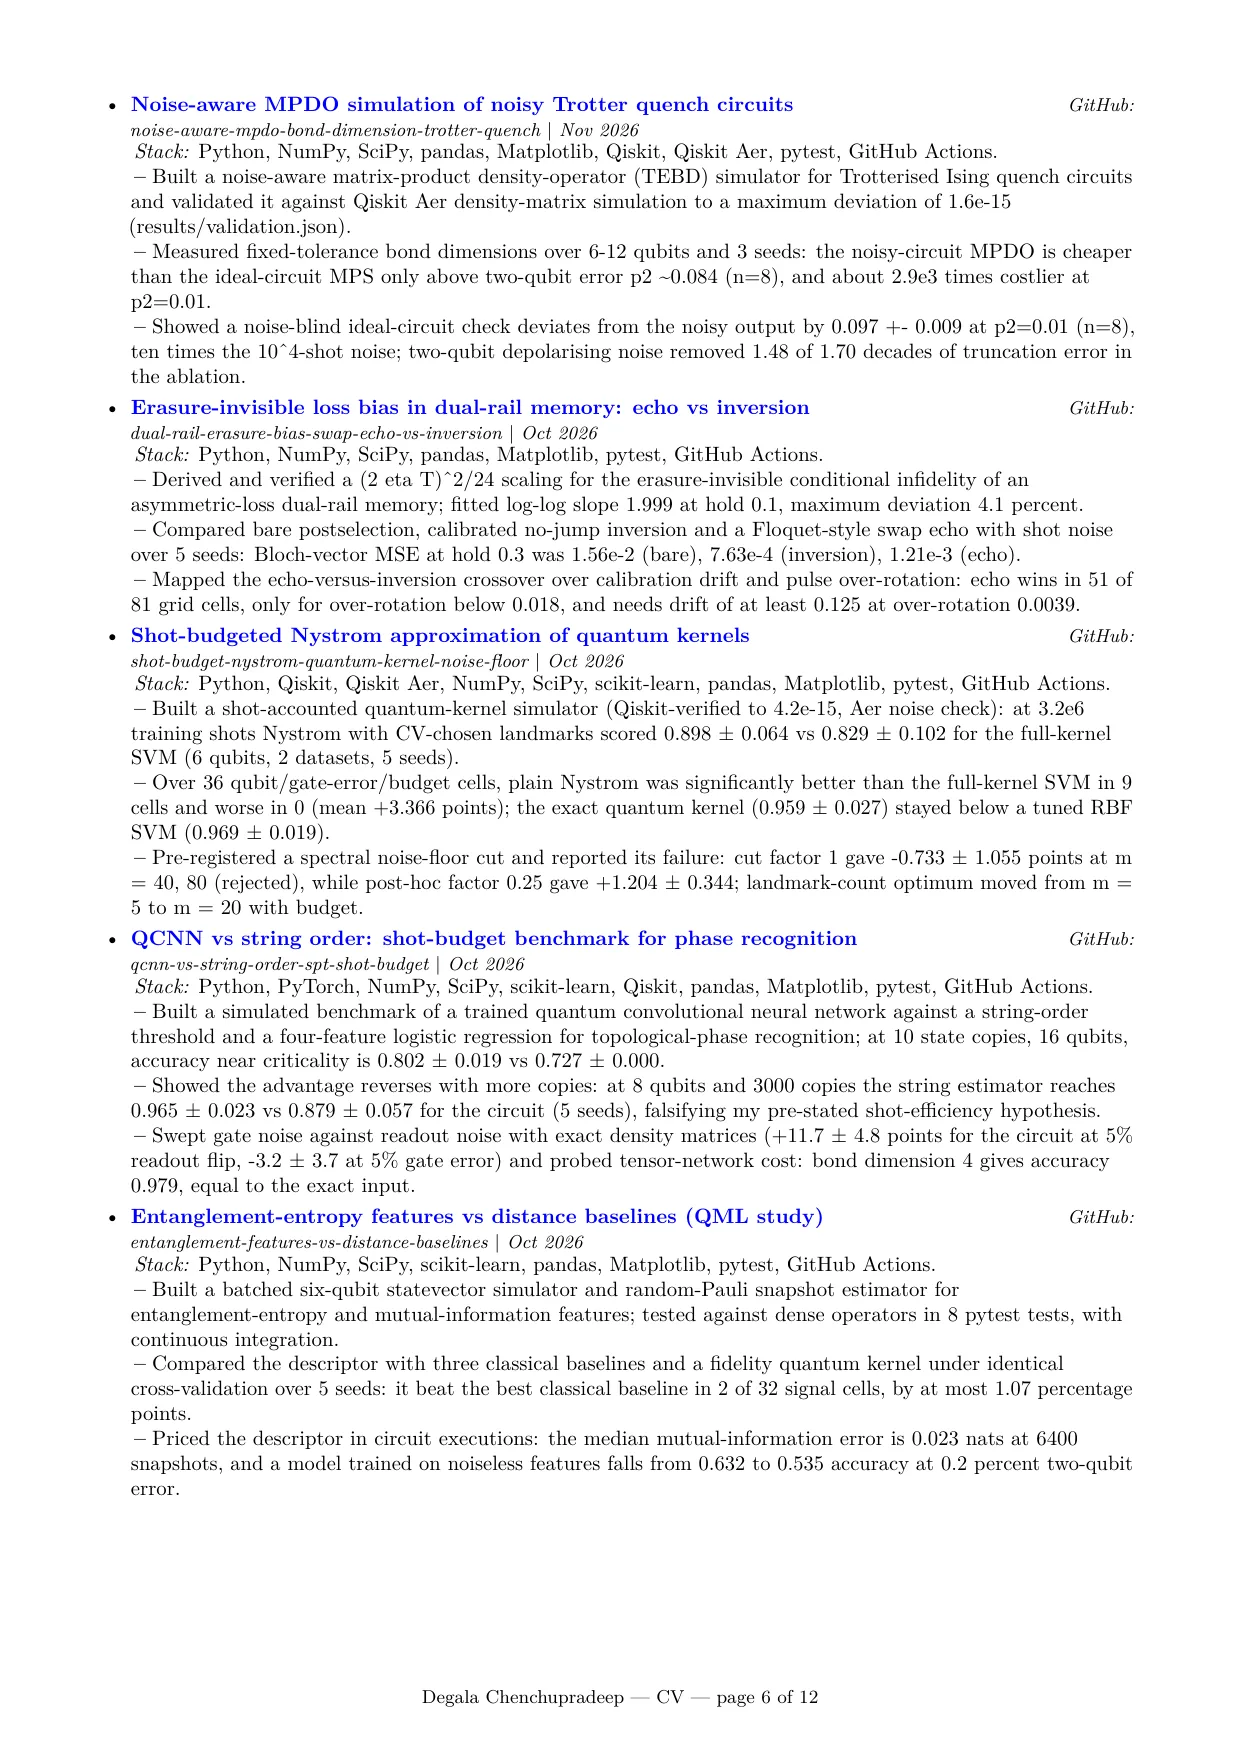 • Noise-aware MPDO simulation of noisy Trotter quench circuits GitHub:
noise-aware-mpdo-bond-dimension-trotter-quench | Nov 2026
Stack: Python, NumPy, SciPy, pandas, Matplotlib, Qiskit, Qiskit Aer, pytest, GitHub Actions.
– Built a noise-aware matrix-product density-operator (TEBD) simulator for Trotterised Ising quench circuits
and validated it against Qiskit Aer density-matrix simulation to a maximum deviation of 1.6e-15
(results/validation.json).
– Measured fixed-tolerance bond dimensions over 6-12 qubits and 3 seeds: the noisy-circuit MPDO is cheaper
than the ideal-circuit MPS only above two-qubit error p2 ~0.084 (n=8), and about 2.9e3 times costlier at
p2=0.01.
– Showed a noise-blind ideal-circuit check deviates from the noisy output by 0.097 +- 0.009 at p2=0.01 (n=8),
ten times the 10ˆ4-shot noise; two-qubit depolarising noise removed 1.48 of 1.70 decades of truncation error in
the ablation.
• Erasure-invisible loss bias in dual-rail memory: echo vs inversion GitHub:
dual-rail-erasure-bias-swap-echo-vs-inversion | Oct 2026
Stack: Python, NumPy, SciPy, pandas, Matplotlib, pytest, GitHub Actions.
– Derived and verified a (2 eta T)ˆ2/24 scaling for the erasure-invisible conditional infidelity of an
asymmetric-loss dual-rail memory; fitted log-log slope 1.999 at hold 0.1, maximum deviation 4.1 percent.
– Compared bare postselection, calibrated no-jump inversion and a Floquet-style swap echo with shot noise
over 5 seeds: Bloch-vector MSE at hold 0.3 was 1.56e-2 (bare), 7.63e-4 (inversion), 1.21e-3 (echo).
– Mapped the echo-versus-inversion crossover over calibration drift and pulse over-rotation: echo wins in 51 of
81 grid cells, only for over-rotation below 0.018, and needs drift of at least 0.125 at over-rotation 0.0039.
• Shot-budgeted Nystrom approximation of quantum kernels GitHub:
shot-budget-nystrom-quantum-kernel-noise-floor | Oct 2026
Stack: Python, Qiskit, Qiskit Aer, NumPy, SciPy, scikit-learn, pandas, Matplotlib, pytest, GitHub Actions.
– Built a shot-accounted quantum-kernel simulator (Qiskit-verified to 4.2e-15, Aer noise check): at 3.2e6
training shots Nystrom with CV-chosen landmarks scored 0.898 ± 0.064 vs 0.829 ± 0.102 for the full-kernel
SVM (6 qubits, 2 datasets, 5 seeds).
– Over 36 qubit/gate-error/budget cells, plain Nystrom was significantly better than the full-kernel SVM in 9
cells and worse in 0 (mean +3.366 points); the exact quantum kernel (0.959 ± 0.027) stayed below a tuned RBF
SVM (0.969 ± 0.019).
– Pre-registered a spectral noise-floor cut and reported its failure: cut factor 1 gave -0.733 ± 1.055 points at m
= 40, 80 (rejected), while post-hoc factor 0.25 gave +1.204 ± 0.344; landmark-count optimum moved from m =
5 to m = 20 with budget.
• QCNN vs string order: shot-budget benchmark for phase recognition GitHub:
qcnn-vs-string-order-spt-shot-budget | Oct 2026
Stack: Python, PyTorch, NumPy, SciPy, scikit-learn, Qiskit, pandas, Matplotlib, pytest, GitHub Actions.
– Built a simulated benchmark of a trained quantum convolutional neural network against a string-order
threshold and a four-feature logistic regression for topological-phase recognition; at 10 state copies, 16 qubits,
accuracy near criticality is 0.802 ± 0.019 vs 0.727 ± 0.000.
– Showed the advantage reverses with more copies: at 8 qubits and 3000 copies the string estimator reaches
0.965 ± 0.023 vs 0.879 ± 0.057 for the circuit (5 seeds), falsifying my pre-stated shot-efficiency hypothesis.
– Swept gate noise against readout noise with exact density matrices (+11.7 ± 4.8 points for the circuit at 5%
readout flip, -3.2 ± 3.7 at 5% gate error) and probed tensor-network cost: bond dimension 4 gives accuracy
0.979, equal to the exact input.
• Entanglement-entropy features vs distance baselines (QML study) GitHub:
entanglement-features-vs-distance-baselines | Oct 2026
Stack: Python, NumPy, SciPy, scikit-learn, pandas, Matplotlib, pytest, GitHub Actions.
– Built a batched six-qubit statevector simulator and random-Pauli snapshot estimator for
entanglement-entropy and mutual-information features; tested against dense operators in 8 pytest tests, with
continuous integration.
– Compared the descriptor with three classical baselines and a fidelity quantum kernel under identical
cross-validation over 5 seeds: it beat the best classical baseline in 2 of 32 signal cells, by at most 1.07 percentage
points.
– Priced the descriptor in circuit executions: the median mutual-information error is 0.023 nats at 6400
snapshots, and a model trained on noiseless features falls from 0.632 to 0.535 accuracy at 0.2 percent two-qubit
error.
Degala Chenchupradeep — CV — page 6 of 12